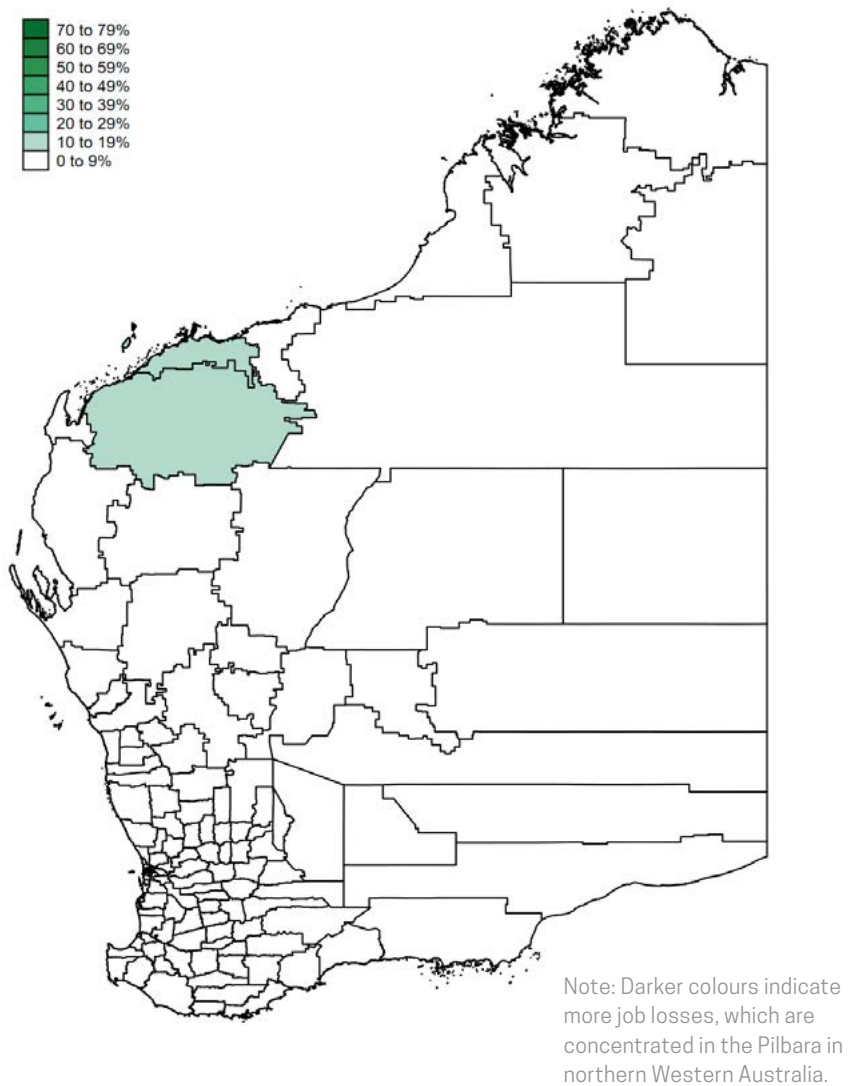 70 to 79%
60 to 69%
50 to 59%
40 to 49%
30 to 39%
20 to 29%
10 to 19%
0 to 9%
Note: Darker colours indicate
more job losses, which are
concentrated in the Pilbara in
northern Western Australia.